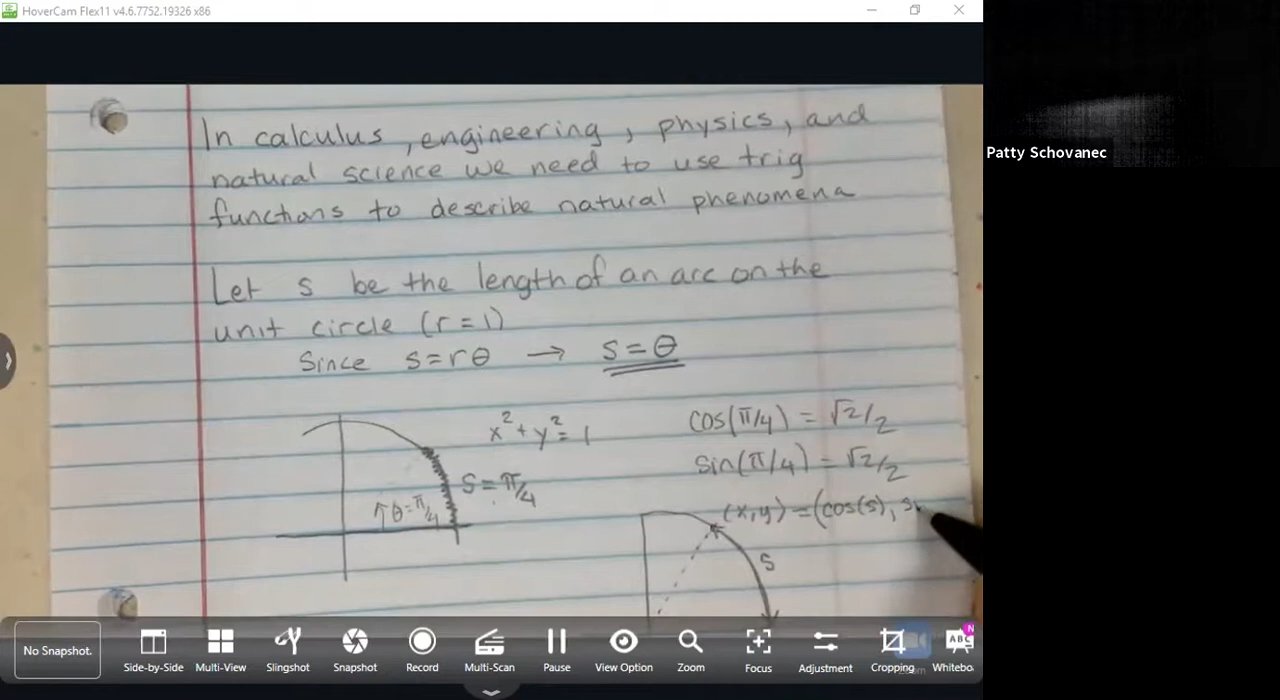 HoverCam Flex11 v4.6.7752.19326 x86
In calculus, engineering, physics, and
natural science we need to use trig
functions to describe natural phenomena
Let s be the length of an arc on the
unit circle (r = 1)
Since s = rθ → s = θ
x² + y² = 1
S = π/4
θ = π/4
cos(π/4) = √2/2
sin(π/4) = √2/2
(x,y) = (cos(s), s
S
Patty Schovanec
No Snapshot.
Side-by-Side
Multi-View
Slingshot
Snapshot
Record
Multi-Scan
Pause
View Option
Zoom
Focus
Adjustment
Cropping
ABC
N
Whiteboa